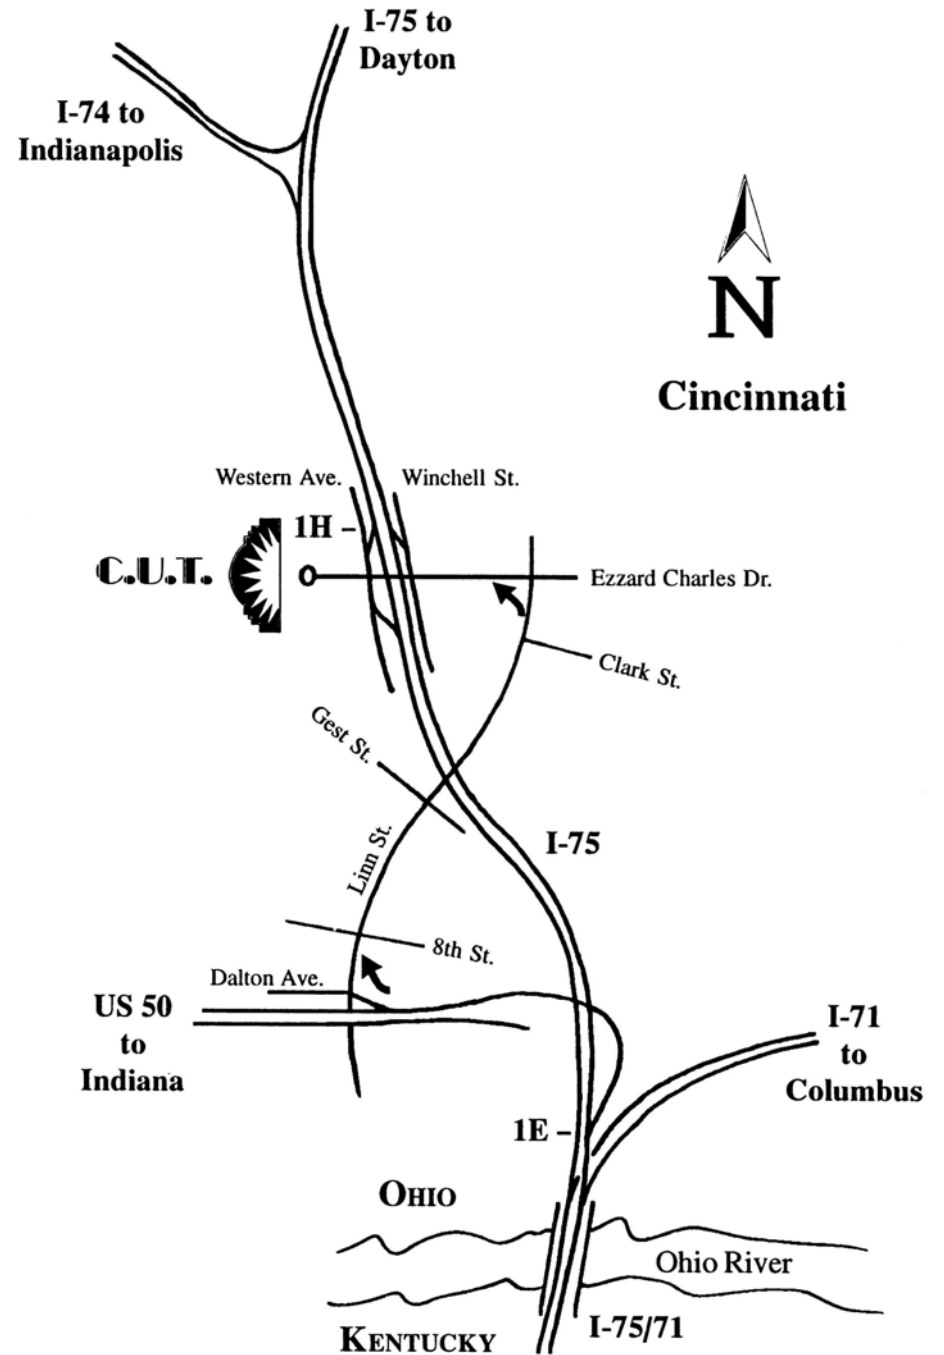 I-75 to
Dayton
I-74 to
Indianapolis
N
Cincinnati
Western Ave.
Winchell St.
1H –
C.U.T.
Ezzard Charles Dr.
Clark St.
Gest St.
I-75
Linn St.
8th St.
Dalton Ave.
US 50
to
Indiana
I-71
to
Columbus
1E –
OHIO
Ohio River
I-75/71
KENTUCKY